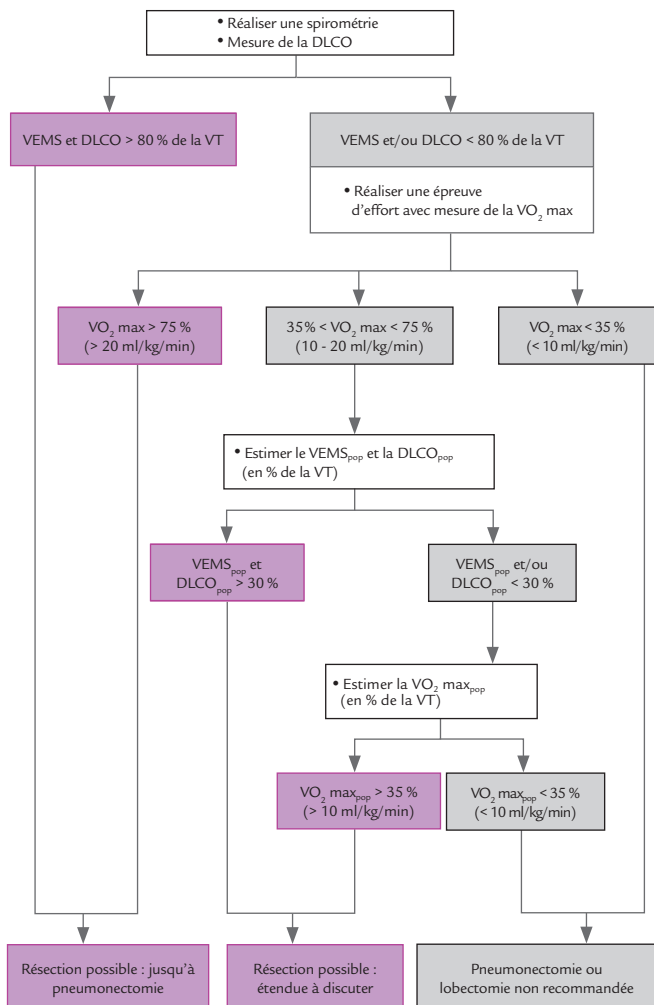 • Réaliser une spirométrie
• Mesure de la DLCO
VEMS et DLCO > 80 % de la VT
VEMS et/ou DLCO < 80 % de la VT
• Réaliser une épreuve
d'effort avec mesure de la VO₂ max
VO₂ max > 75 %
(> 20 ml/kg/min)
35% < VO₂ max < 75 %
(10 - 20 ml/kg/min)
VO₂ max < 35 %
(< 10 ml/kg/min)
• Estimer le VEMSpop et la DLCOpop
(en % de la VT)
VEMSpop et
DLCOpop > 30 %
VEMSpop et/ou
DLCOpop < 30 %
• Estimer la VO₂ maxpop
(en % de la VT)
VO₂ maxpop > 35 %
(> 10 ml/kg/min)
VO₂ maxpop < 35 %
(< 10 ml/kg/min)
Résection possible : jusqu'à
pneumonectomie
Résection possible :
étendue à discuter
Pneumonectomie ou
lobectomie non recommandée